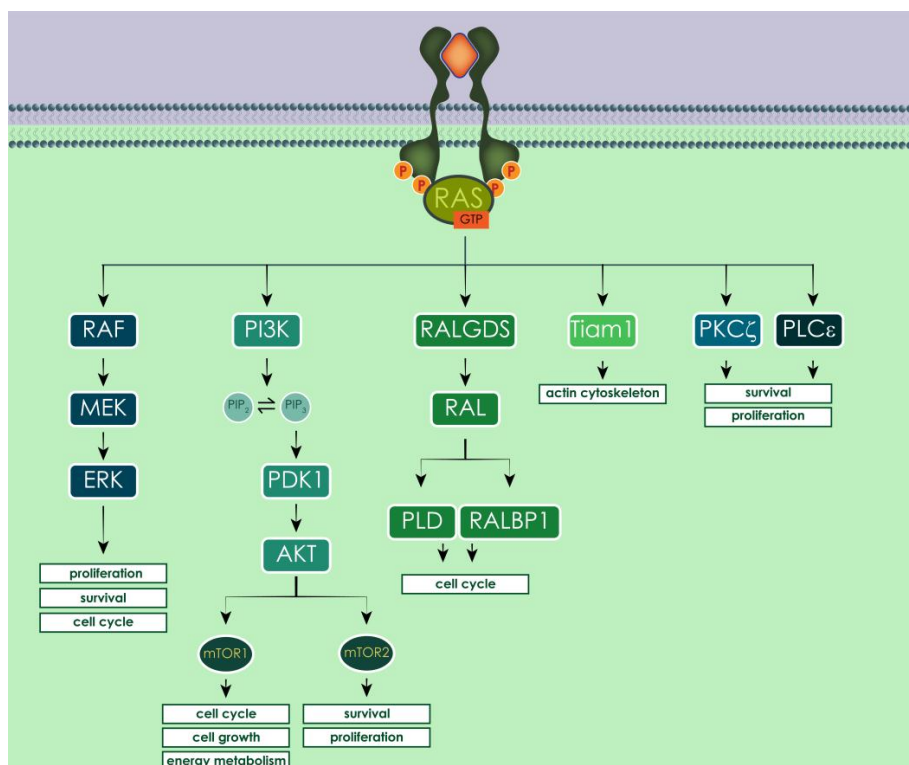 P
P
P
P
RAS
GTP
RAF
PI3K
RALGDS
Tiam1
PKCζ
PLCε
MEK
PIP2
PIP3
RAL
actin cytoskeleton
survival
proliferation
ERK
PDK1
PLD
RALBP1
AKT
cell cycle
proliferation
survival
cell cycle
mTOR1
mTOR2
cell cycle
cell growth
energy metabolism
survival
proliferation